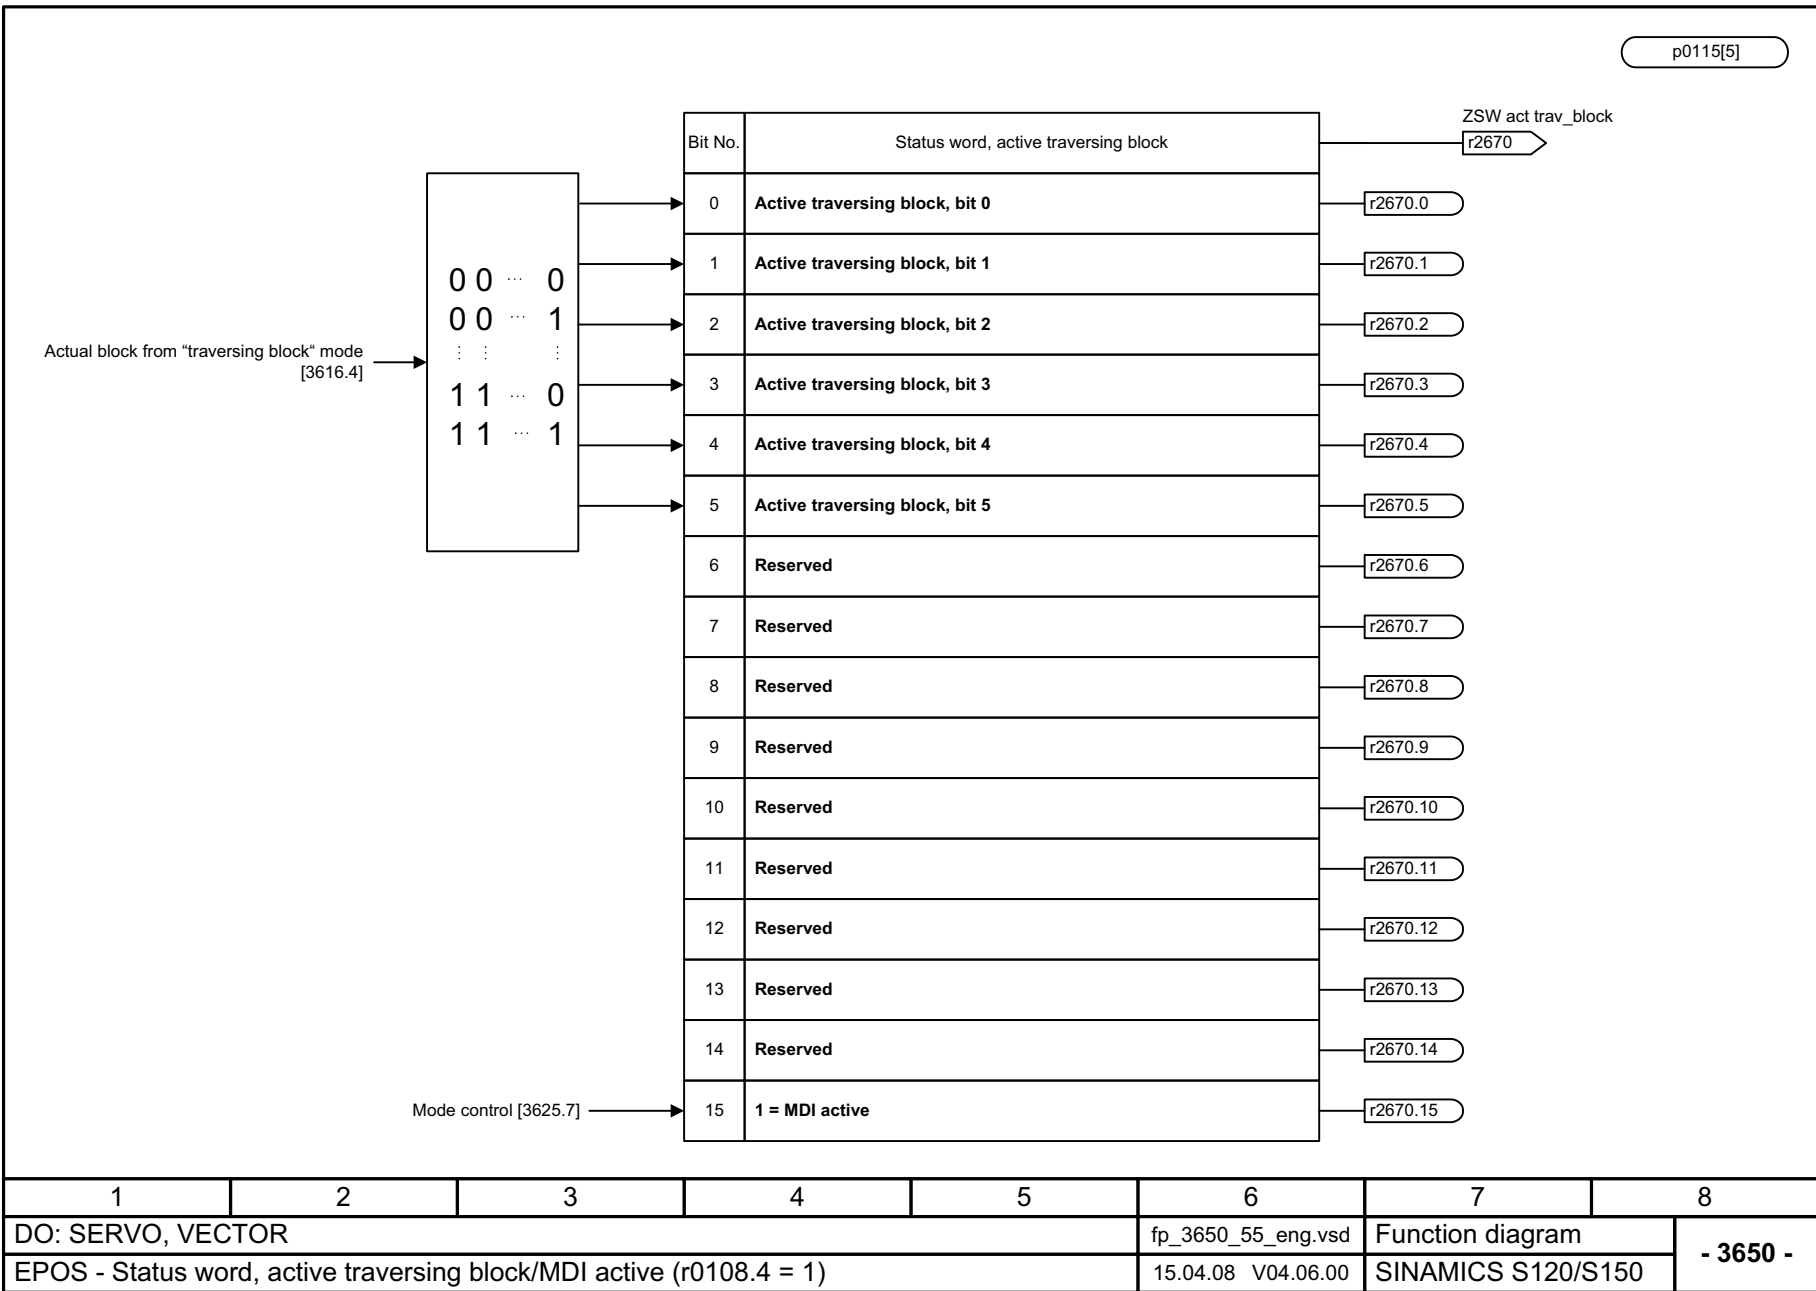 p0115[5]
ZSW act trav_block
Bit No. Status word, active traversing block r2670
0 Active traversing block, bit 0 r2670.0
1 Active traversing block, bit 1 r2670.1
0 0 ... 0
0 0 ... 1
2 Active traversing block, bit 2 r2670.2
Actual block from “traversing block“ mode
[3616.4]
⋮ ⋮ ⋮
1 1 ... 0
1 1 ... 1
3 Active traversing block, bit 3 r2670.3
4 Active traversing block, bit 4 r2670.4
5 Active traversing block, bit 5 r2670.5
6 Reserved r2670.6
7 Reserved r2670.7
8 Reserved r2670.8
9 Reserved r2670.9
10 Reserved r2670.10
11 Reserved r2670.11
12 Reserved r2670.12
13 Reserved r2670.13
14 Reserved r2670.14
Mode control [3625.7] 15 1 = MDI active r2670.15
1 2 3 4 5 6 7 8
DO: SERVO, VECTOR fp_3650_55_eng.vsd Function diagram - 3650 -
EPOS - Status word, active traversing block/MDI active (r0108.4 = 1) 15.04.08 V04.06.00 SINAMICS S120/S150